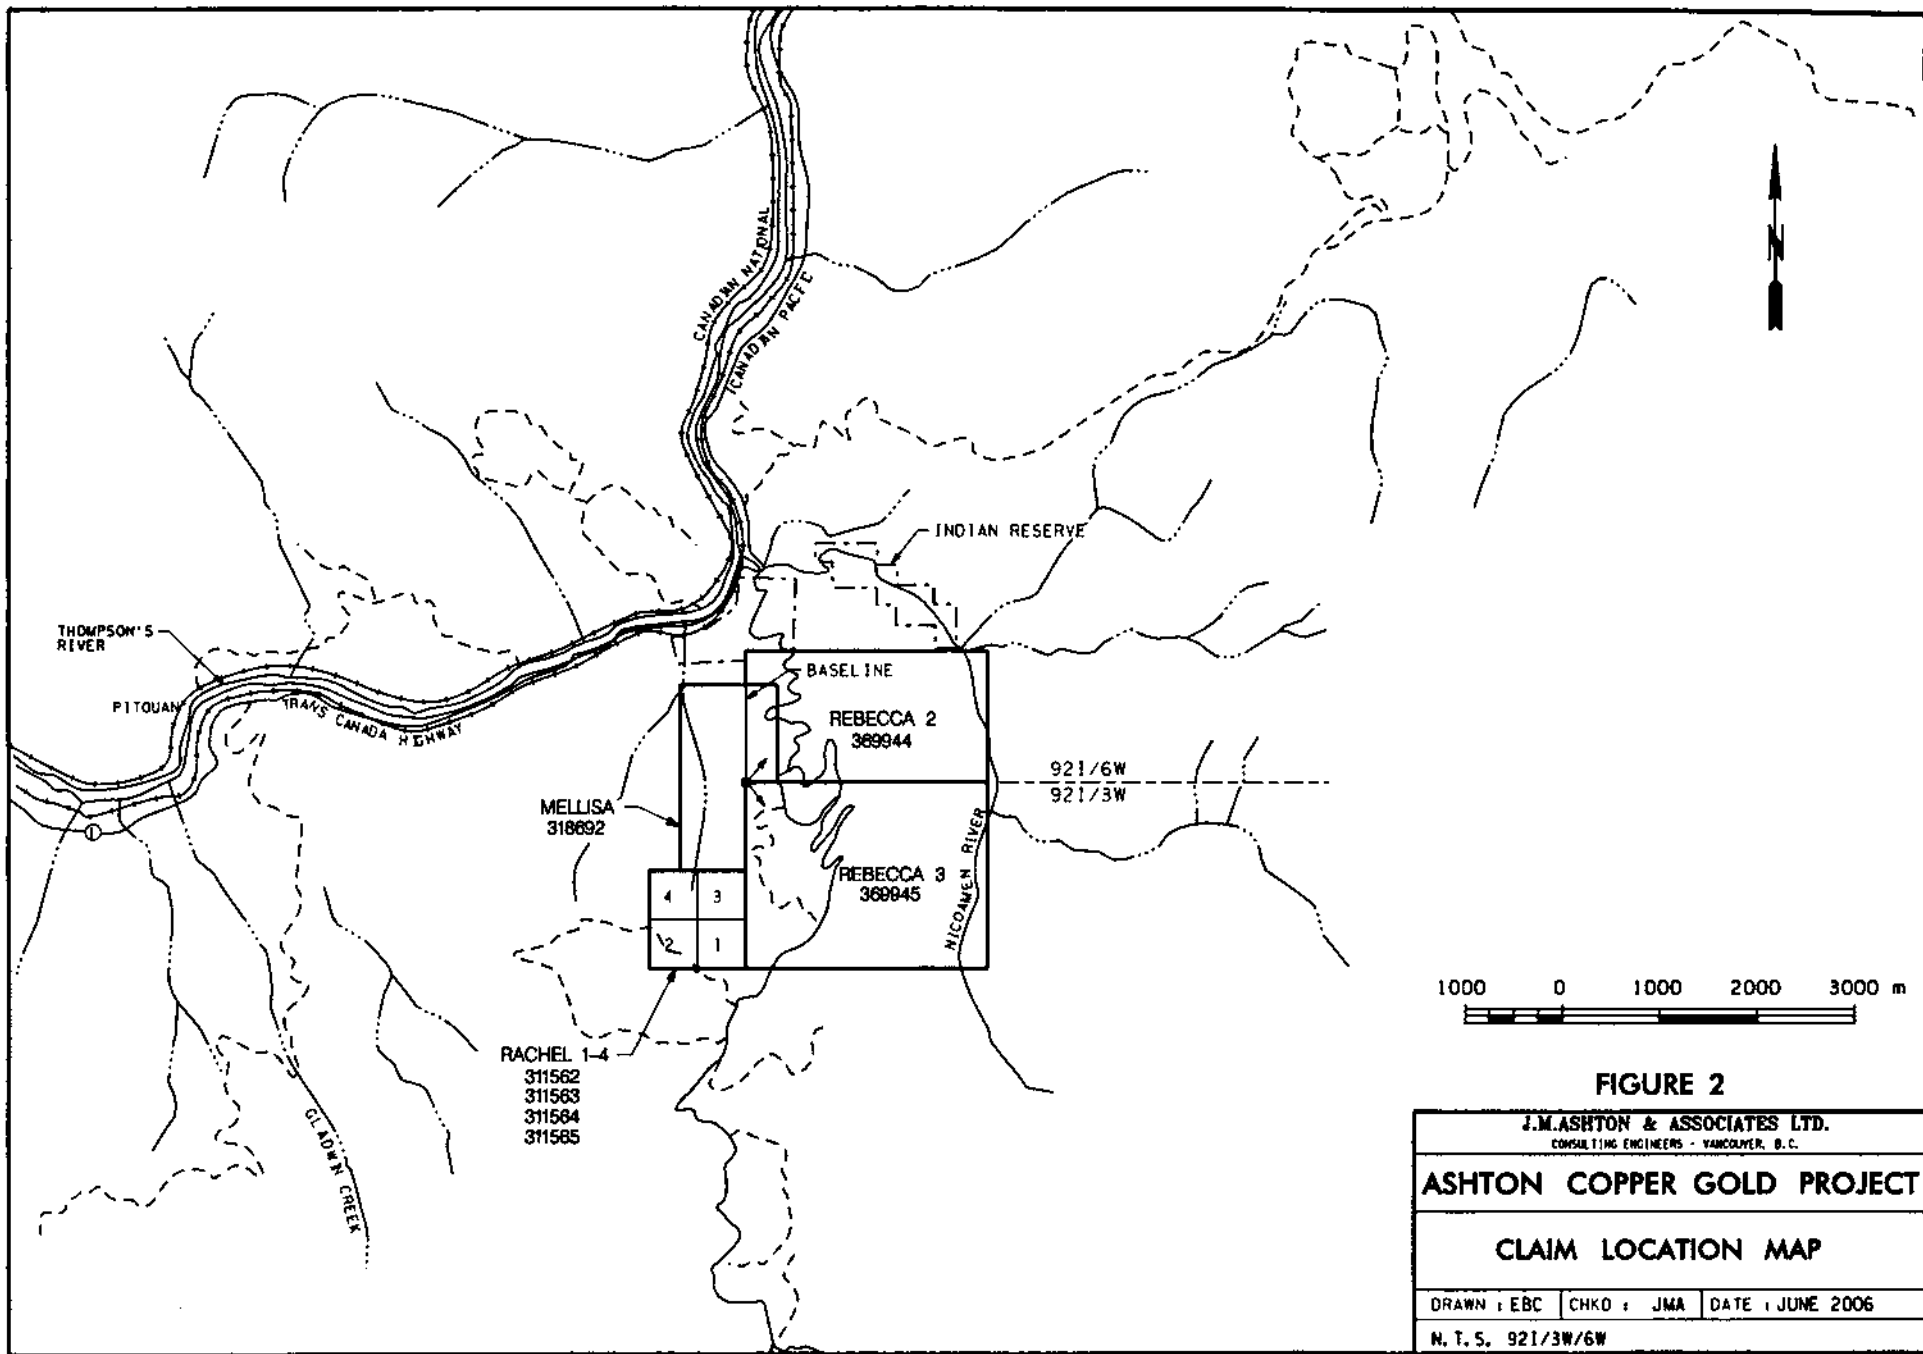 CANADIAN NATIONAL
CANADIAN PACIFC
N
INDIAN RESERVE
THOMPSON'S
RIVER
PITQUAN
TRANS CANADA HIGHWAY
1
BASELINE
REBECCA 2
369944
92I/6W
92I/3W
MELLISA
318692
REBECCA 3
369945
NICOAMEN RIVER
4
3
2
1
RACHEL 1-4
311562
311563
311564
311565
GLADWIN CREEK
1000 0 1000 2000 3000 m
FIGURE 2
J.M.ASHTON & ASSOCIATES LTD.
CONSULTING ENGINEERS - VANCOUVER, B.C.
ASHTON COPPER GOLD PROJECT
CLAIM LOCATION MAP
DRAWN : EBC CHKD : JMA DATE : JUNE 2006
N.T.S. 92I/3W/6W